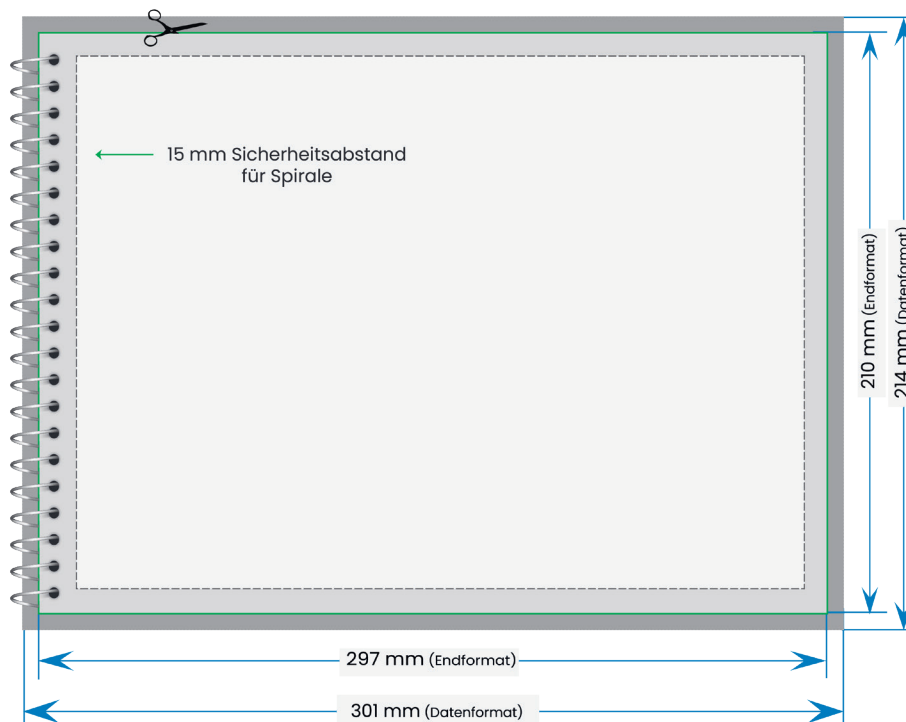 15 mm Sicherheitsabstand
für Spirale
210 mm (Endformat)
214 mm (Datenformat)
297 mm (Endformat)
301 mm (Datenformat)